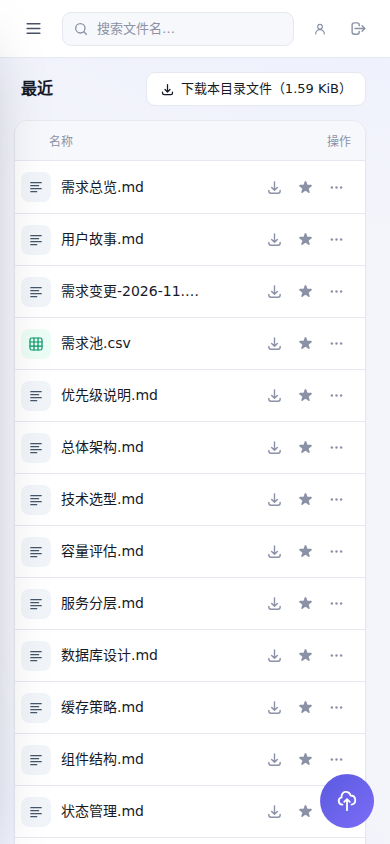 搜索文件名...
最近
下载本目录文件（1.59 KiB）
名称 操作
需求总览.md
用户故事.md
需求变更-2026-11....
需求池.csv
优先级说明.md
总体架构.md
技术选型.md
容量评估.md
服务分层.md
数据库设计.md
缓存策略.md
组件结构.md
状态管理.md